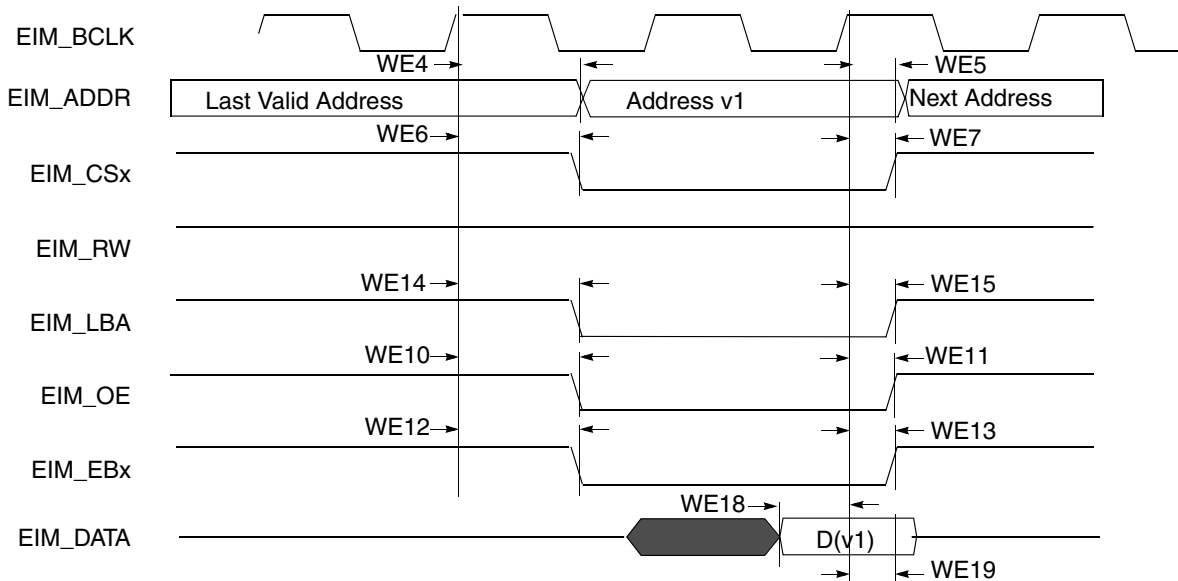 EIM_BCLK
WE4 WE5
EIM_ADDR Last Valid Address Address v1 Next Address
WE6 WE7
EIM_CSx
EIM_RW
WE14 WE15
EIM_LBA
WE10 WE11
EIM_OE
WE12 WE13
EIM_EBx
WE18
EIM_DATA D(v1)
WE19